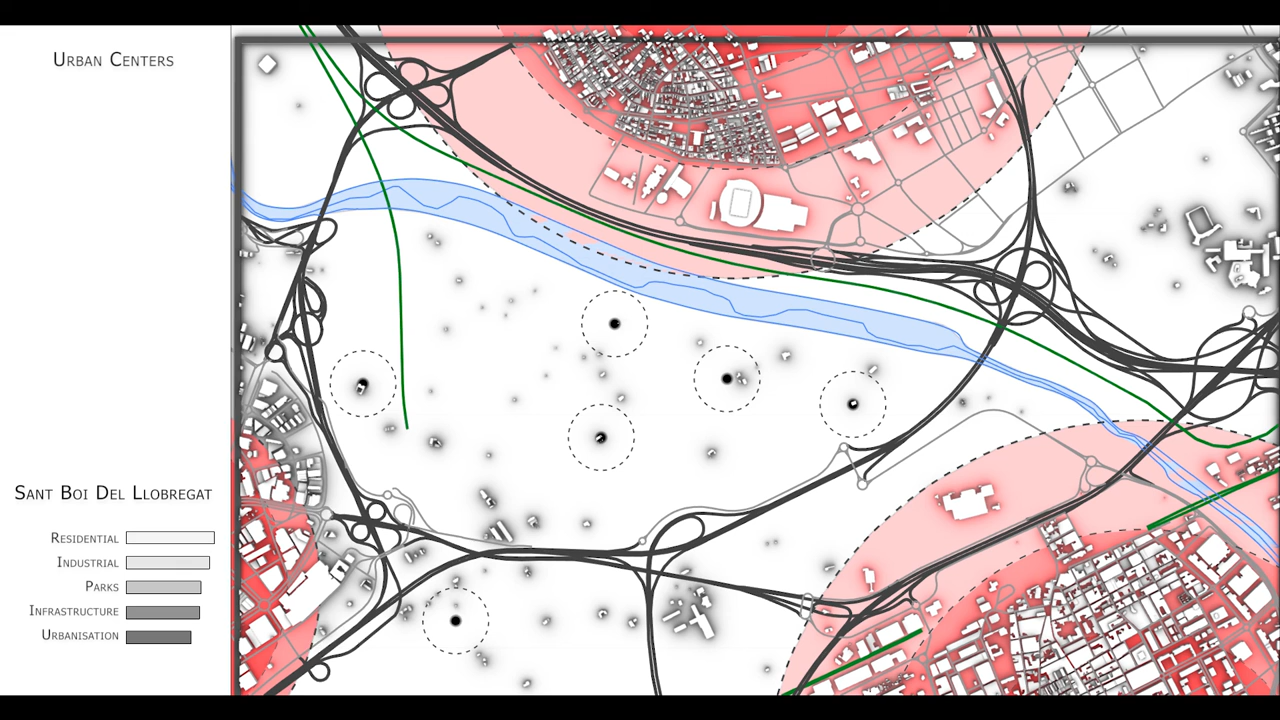 Urban Centers
Sant Boi Del Llobregat
Residential
Industrial
Parks
Infrastructure
Urbanisation